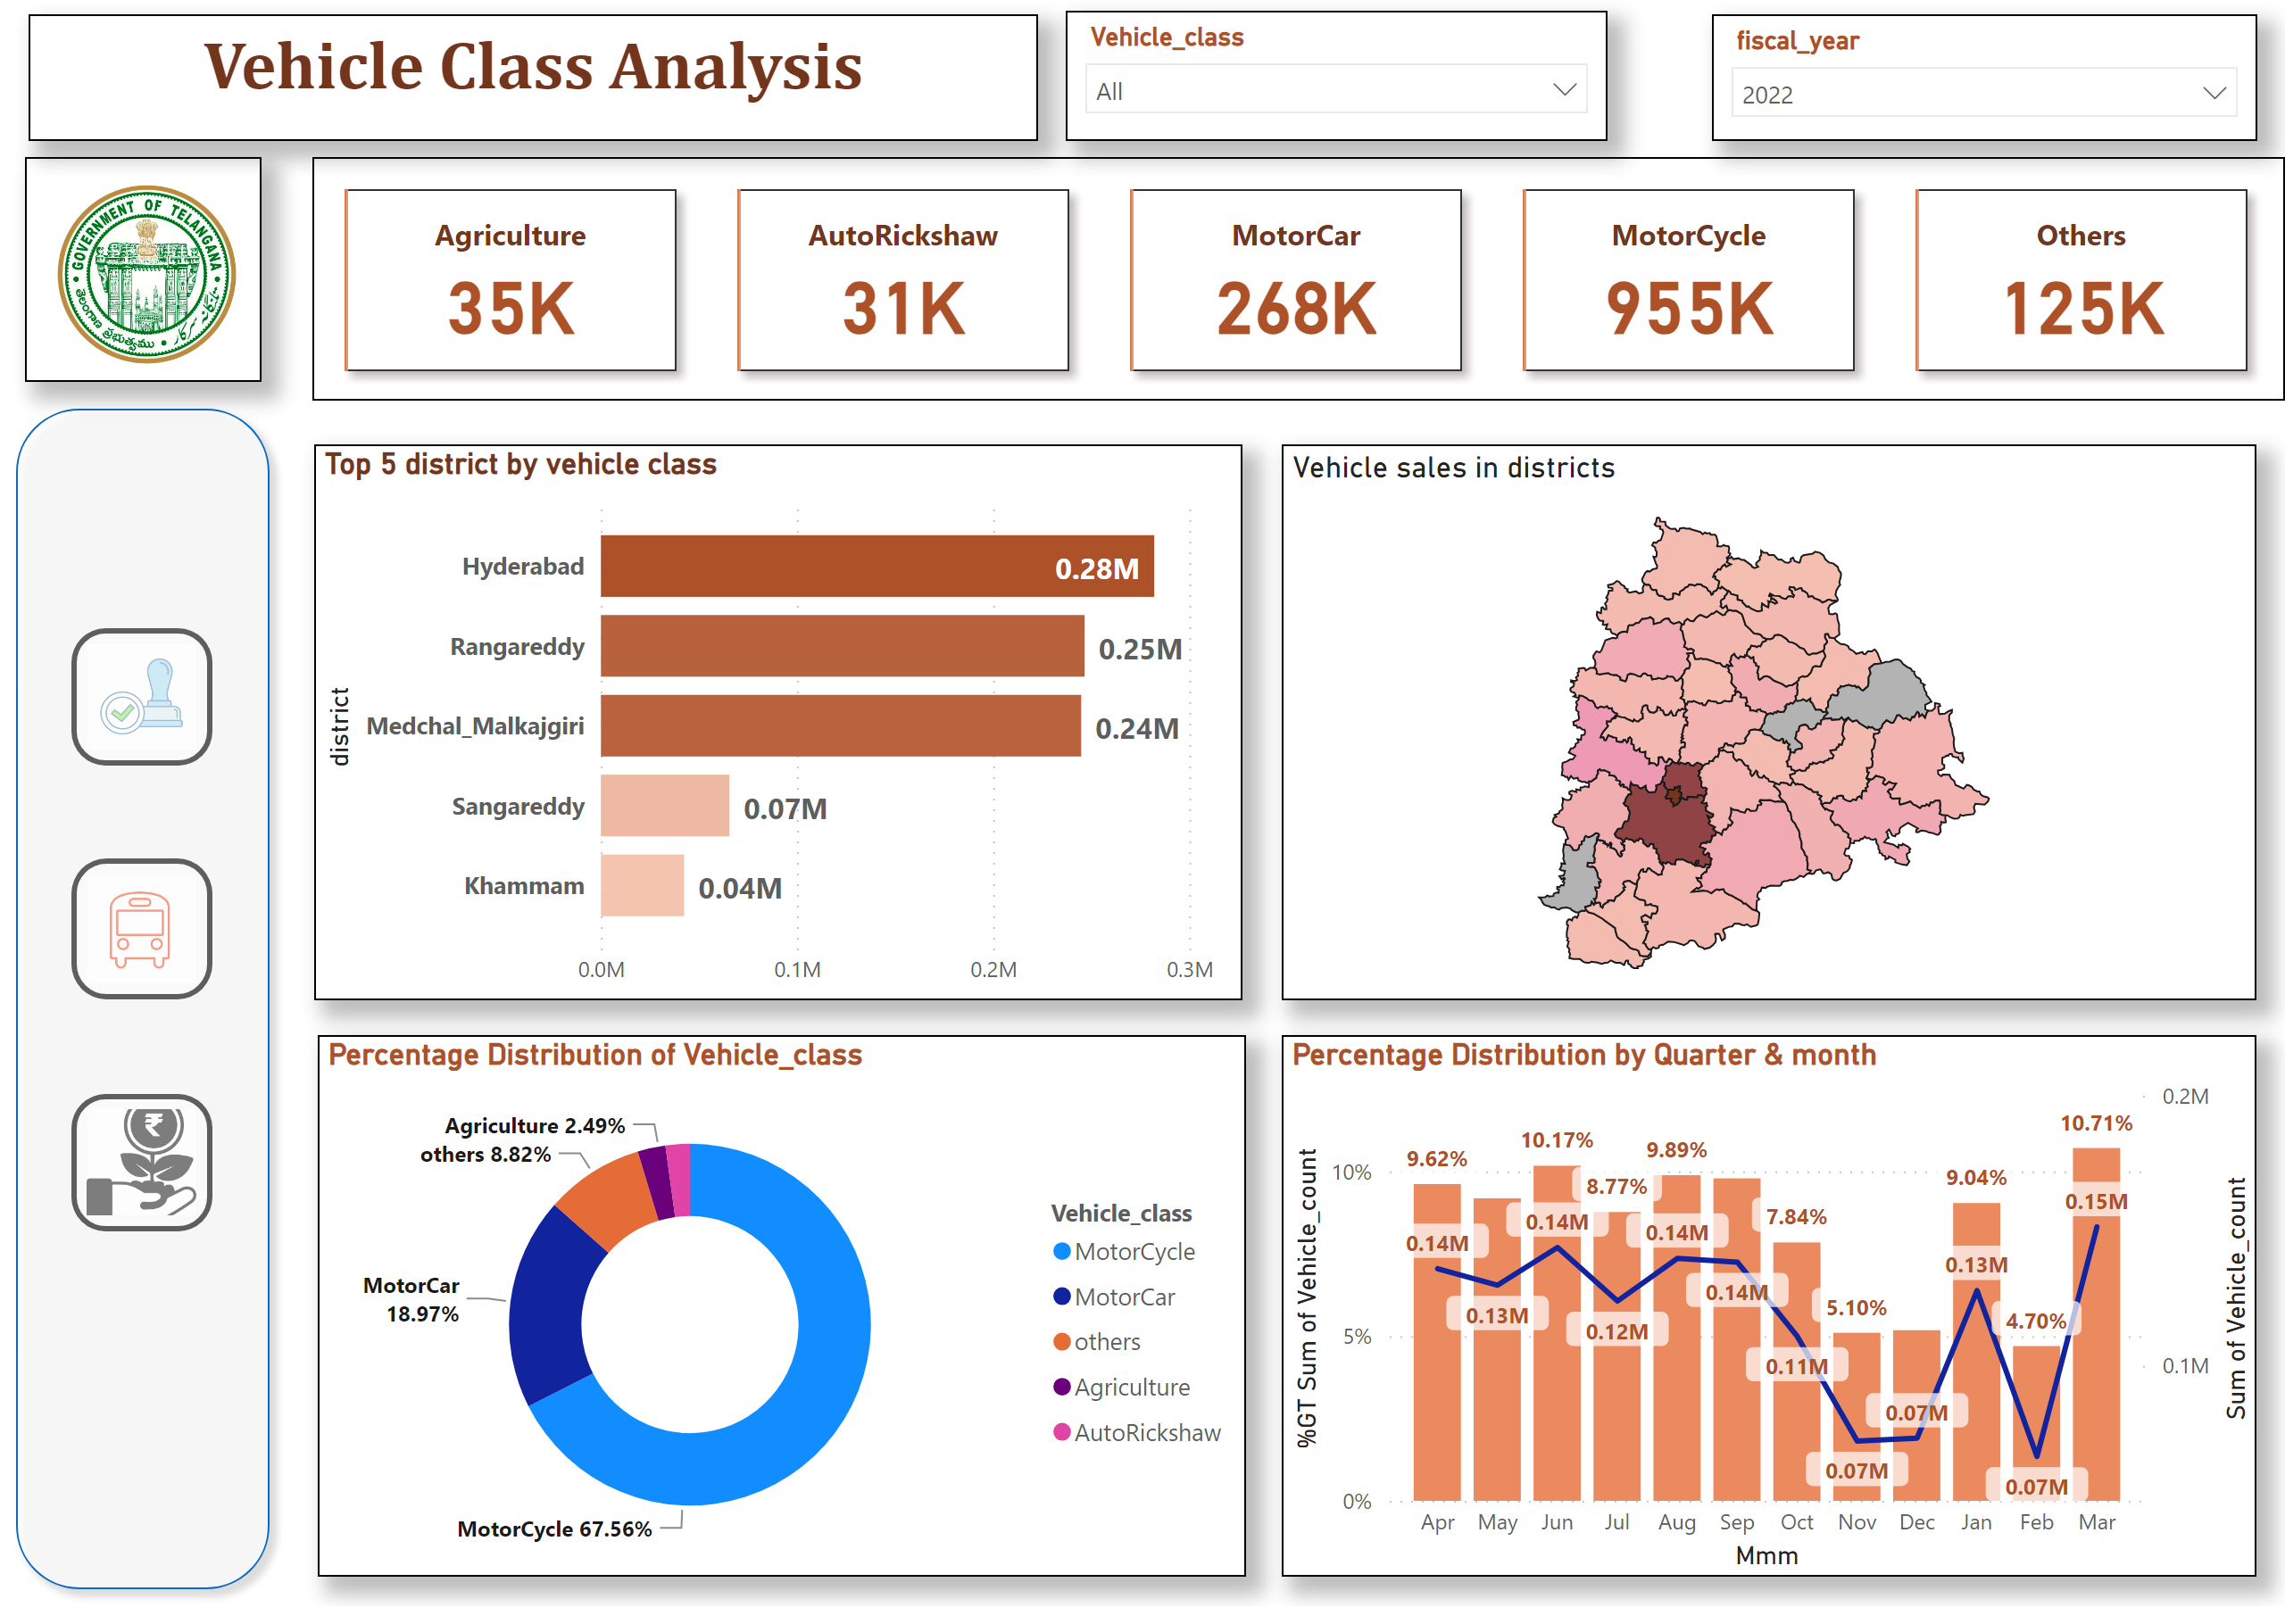 Vehicle Class Analysis
Vehicle_class
All
fiscal_year
2022
GOVERNMENT OF TELANGANA
తెలంగాణ ప్రభుత్వము
Agriculture
35K
AutoRickshaw
31K
MotorCar
268K
MotorCycle
955K
Others
125K
Top 5 district by vehicle class
district
Hyderabad
0.28M
Rangareddy
0.25M
Medchal_Malkajgiri
0.24M
Sangareddy
0.07M
Khammam
0.04M
0.0M 0.1M 0.2M 0.3M
Vehicle sales in districts
₹
Percentage Distribution of Vehicle_class
Agriculture 2.49%
others 8.82%
MotorCar
18.97%
MotorCycle 67.56%
Vehicle_class
MotorCycle
MotorCar
others
Agriculture
AutoRickshaw
Percentage Distribution by Quarter & month
%GT Sum of Vehicle_count
10%
5%
0%
9.62% 10.17% 8.77% 9.89% 7.84% 5.10% 9.04% 4.70% 10.71%
0.14M 0.13M 0.14M 0.12M 0.14M 0.14M 0.11M 0.07M 0.07M 0.13M 0.07M 0.15M
Apr May Jun Jul Aug Sep Oct Nov Dec Jan Feb Mar
Mmm
0.2M
0.1M
Sum of Vehicle_count